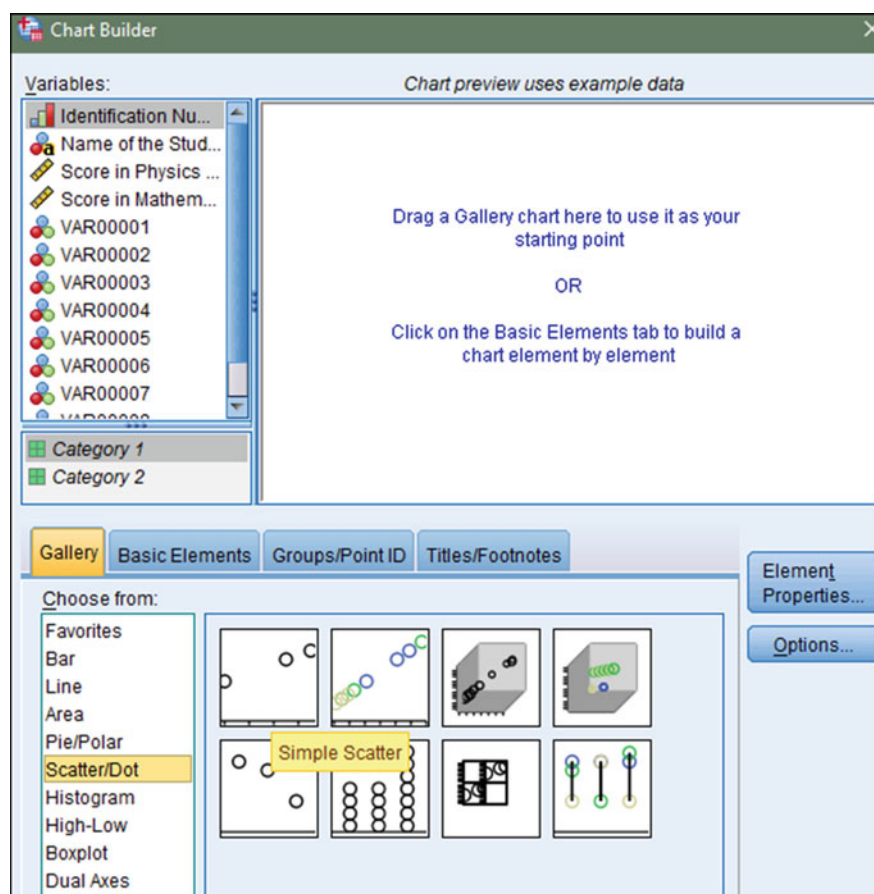 Chart Builder
Variables:
Chart preview uses example data
Identification Nu...
Name of the Stud...
Score in Physics ...
Score in Mathem...
VAR00001
VAR00002
VAR00003
VAR00004
VAR00005
VAR00006
VAR00007
Category 1
Category 2
Drag a Gallery chart here to use it as your
starting point
OR
Click on the Basic Elements tab to build a
chart element by element
Gallery
Basic Elements
Groups/Point ID
Titles/Footnotes
Element
Properties...
Options...
Choose from:
Favorites
Bar
Line
Area
Pie/Polar
Scatter/Dot
Histogram
High-Low
Boxplot
Dual Axes
Simple Scatter